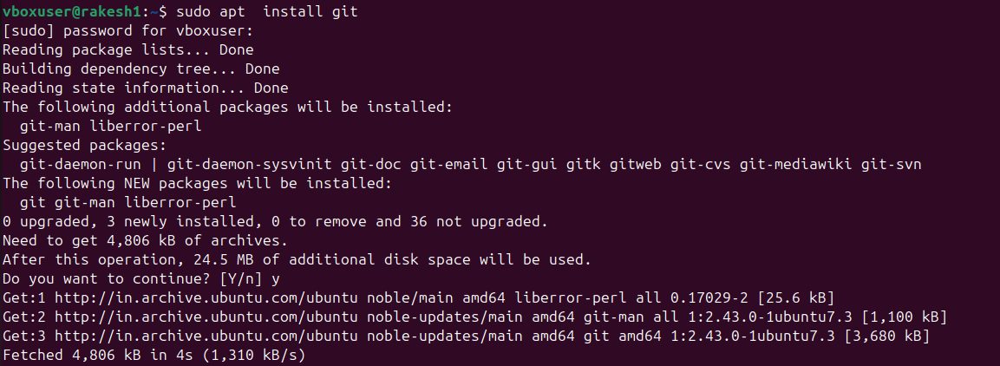 vboxuser@rakesh1:~$ sudo apt  install git
[sudo] password for vboxuser:
Reading package lists... Done
Building dependency tree... Done
Reading state information... Done
The following additional packages will be installed:
  git-man liberror-perl
Suggested packages:
  git-daemon-run | git-daemon-sysvinit git-doc git-email git-gui gitk gitweb git-cvs git-mediawiki git-svn
The following NEW packages will be installed:
  git git-man liberror-perl
0 upgraded, 3 newly installed, 0 to remove and 36 not upgraded.
Need to get 4,806 kB of archives.
After this operation, 24.5 MB of additional disk space will be used.
Do you want to continue? [Y/n] y
Get:1 http://in.archive.ubuntu.com/ubuntu noble/main amd64 liberror-perl all 0.17029-2 [25.6 kB]
Get:2 http://in.archive.ubuntu.com/ubuntu noble-updates/main amd64 git-man all 1:2.43.0-1ubuntu7.3 [1,100 kB]
Get:3 http://in.archive.ubuntu.com/ubuntu noble-updates/main amd64 git amd64 1:2.43.0-1ubuntu7.3 [3,680 kB]
Fetched 4,806 kB in 4s (1,310 kB/s)